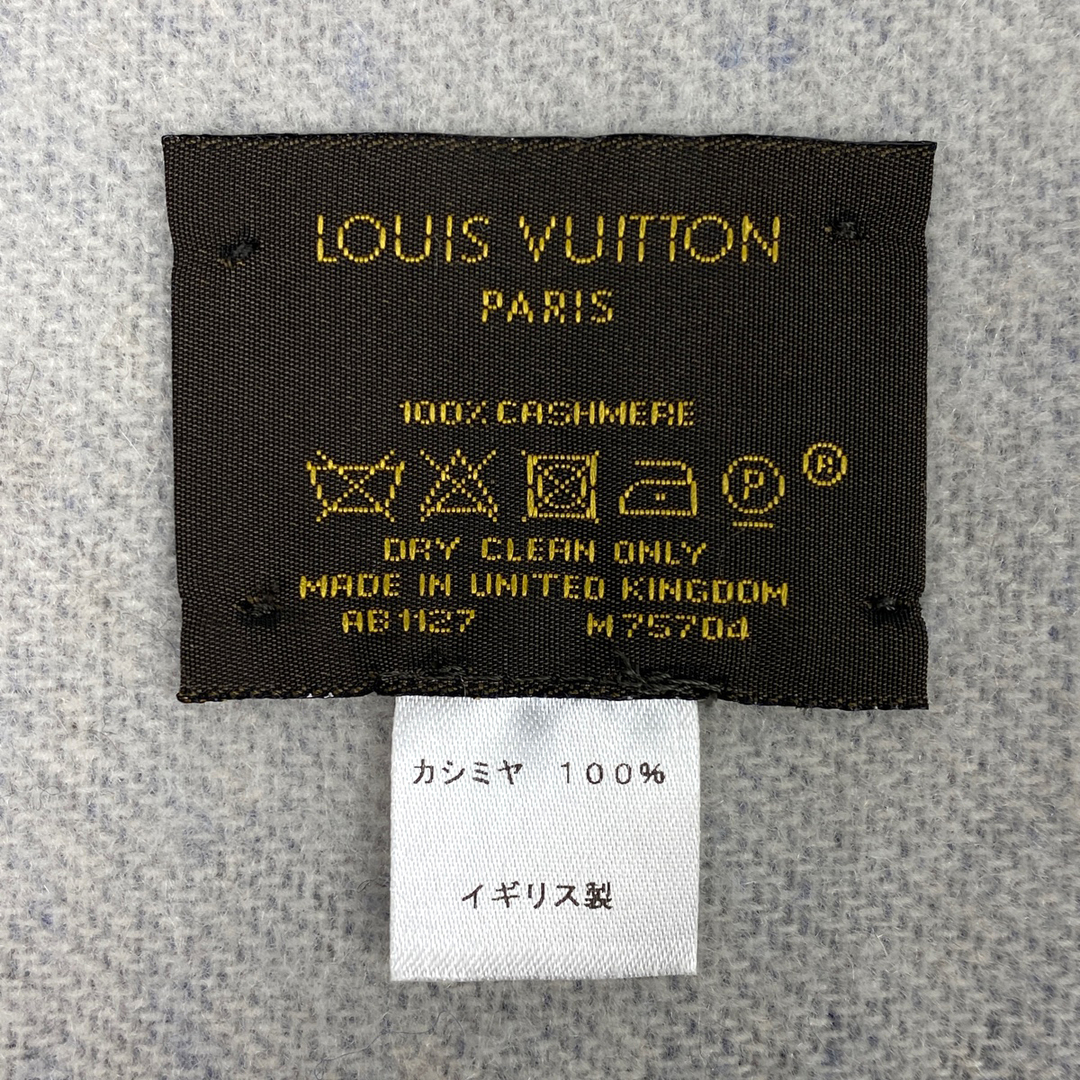 LOUIS VUITTON
PARIS
100% CASHMERE
P ®
DRY CLEAN ONLY
MADE IN UNITED KINGDOM
AB1127 M75704
カシミヤ 100%
イギリス製